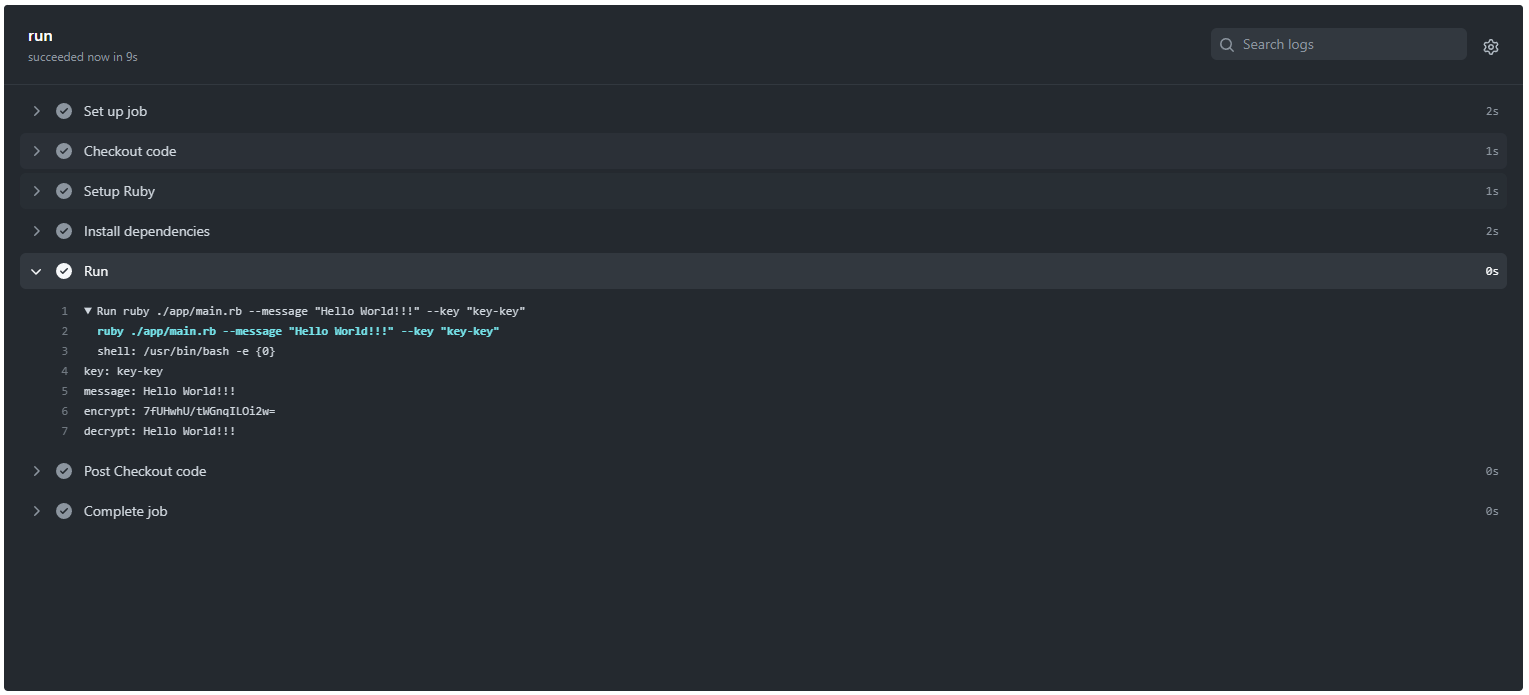 run
succeeded now in 9s
Search logs
Set up job 2s
Checkout code 1s
Setup Ruby 1s
Install dependencies 2s
Run 0s
1 ▼ Run ruby ./app/main.rb --message "Hello World!!!" --key "key-key"
2 ruby ./app/main.rb --message "Hello World!!!" --key "key-key"
3 shell: /usr/bin/bash -e {0}
4 key: key-key
5 message: Hello World!!!
6 encrypt: 7fUHwhU/tWGnqILOi2w=
7 decrypt: Hello World!!!
Post Checkout code 0s
Complete job 0s